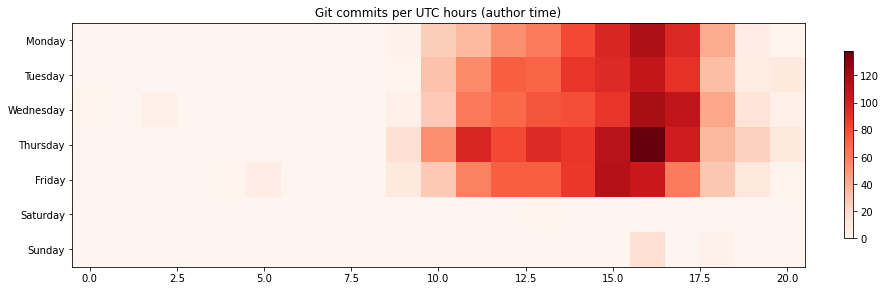 Git commits per UTC hours (author time)
Monday
Tuesday
Wednesday
Thursday
Friday
Saturday
Sunday
0.0 2.5 5.0 7.5 10.0 12.5 15.0 17.5 20.0
120
100
80
60
40
20
0